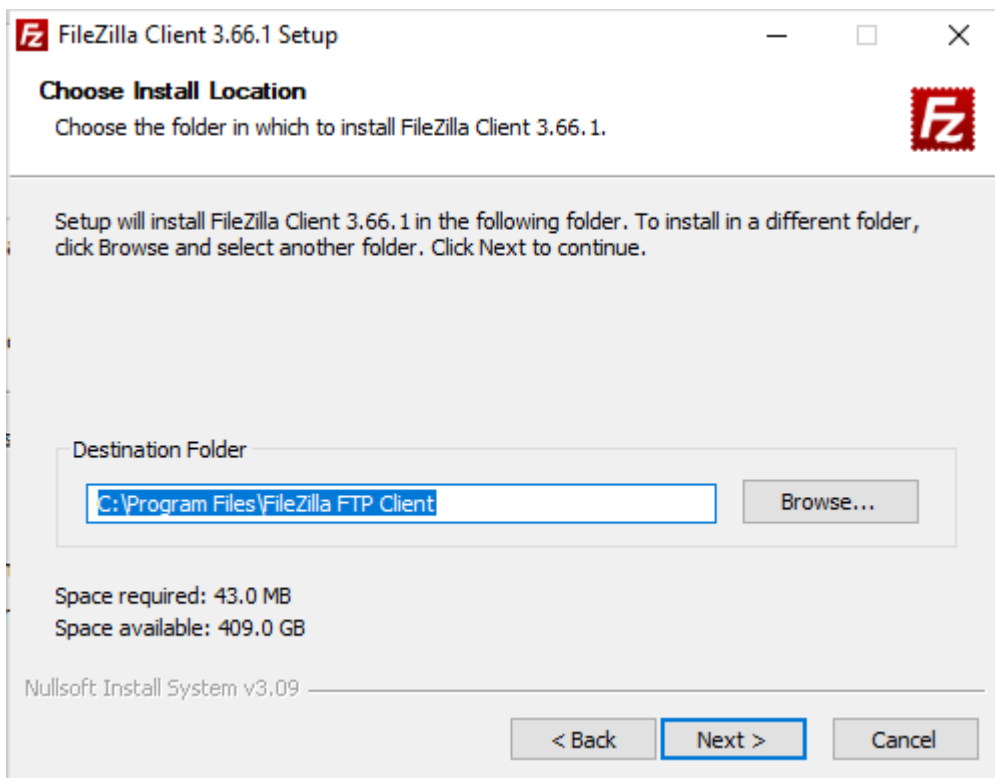 FileZilla Client 3.66.1 Setup
Choose Install Location
Choose the folder in which to install FileZilla Client 3.66.1.
Fz
Setup will install FileZilla Client 3.66.1 in the following folder. To install in a different folder,
click Browse and select another folder. Click Next to continue.
Destination Folder
C:\Program Files\FileZilla FTP Client
Browse...
Space required: 43.0 MB
Space available: 409.0 GB
Nullsoft Install System v3.09
< Back
Next >
Cancel